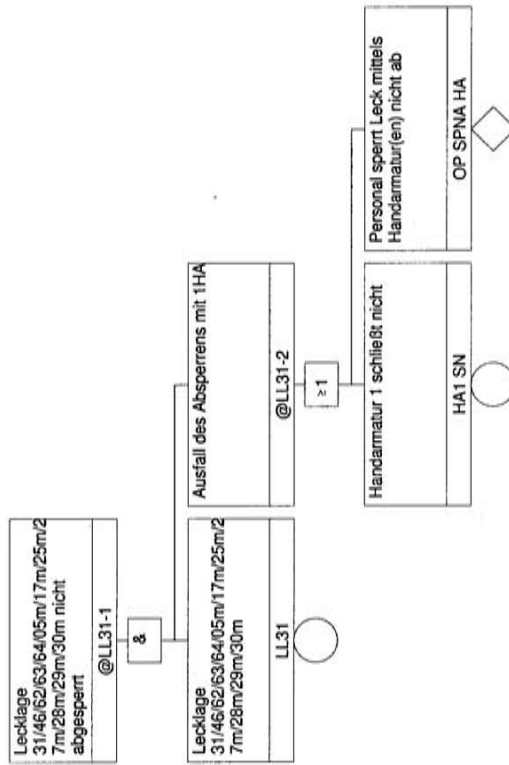 Lecklage
31/46/62/63/64/05m/17m/25m/2
7m/28m/29m/30m nicht
abgesperrt
@LL31-1
&
Lecklage
31/46/62/63/64/05m/17m/25m/2
7m/28m/29m/30m
LL31
Ausfall des Absperrens mit 1HA
@LL31-2
≥1
Handarmatur 1 schließt nicht
HA1 SN
Personal sperrt Leck mittels
Handarmatur(en) nicht ab
OP SPNA HA